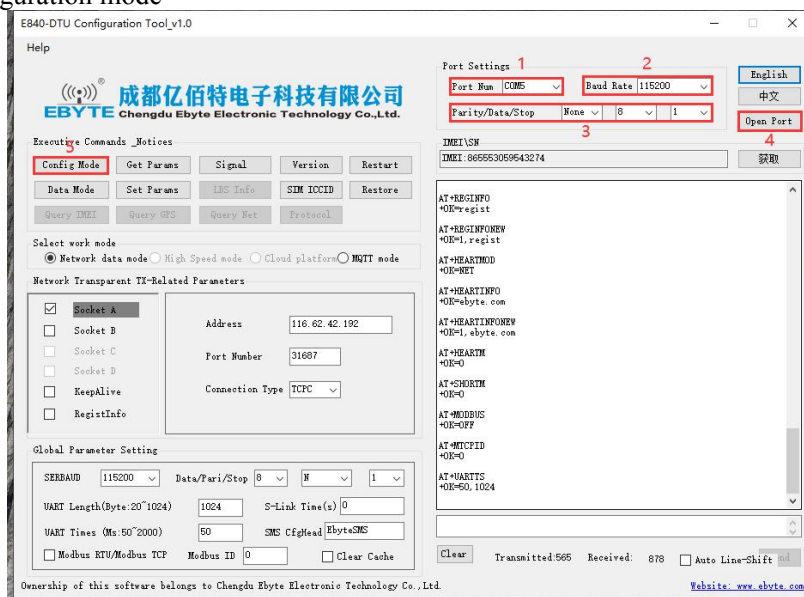 guration mode
E840-DTU Configuration Tool_v1.0
Help
EBYTE 成都亿佰特电子科技有限公司
Chengdu Ebyte Electronic Technology Co.,Ltd.
Port Settings 1 2
Port Num COM5 Baud Rate 115200
Parity/Data/Stop None 8 1
3
English
中文
Open Port
4
Executive Commands _Notices
5
Config Mode Get Params Signal Version Restart
Data Mode Set Params LBS Info SIM ICCID Restore
Query IMEI Query GPS Query Net Protocol
IMEI\SN
IMEI:865553059543274 获取
Select work mode
Network data mode High Speed mode Cloud platform MQTT mode
Network Transparent TX-Related Parameters
Socket A
Socket B
Socket C
Socket D
KeepAlive
RegistInfo
Address 116.62.42.192
Port Number 31687
Connection Type TCPC
AT+REGINFO
+OK=regist
AT+REGINFONEW
+OK=1,regist
AT+HEARTMOD
+OK=NET
AT+HEARTINFO
+OK=ebyte.com
AT+HEARTINFONEW
+OK=1,ebyte.com
AT+HEARTM
+OK=0
AT+SHORTM
+OK=0
AT+MODBUS
+OK=OFF
AT+MTCPID
+OK=0
AT+UARTTS
+OK=50,1024
Global Parameter Setting
SERBAUD 115200 Data/Pari/Stop 8 N 1
UART Length(Byte:20~1024) 1024 S-Link Time(s) 0
UART Times (Ms:50~2000) 50 SMS CfgHead EbyteSMS
Modbus RTU/Modbus TCP Modbus ID 0 Clear Cache
Clear Transmitted:565 Received: 878 Auto Line-Shift
Ownership of this software belongs to Chengdu Ebyte Electronic Technology Co.,Ltd. Website: www.ebyte.com